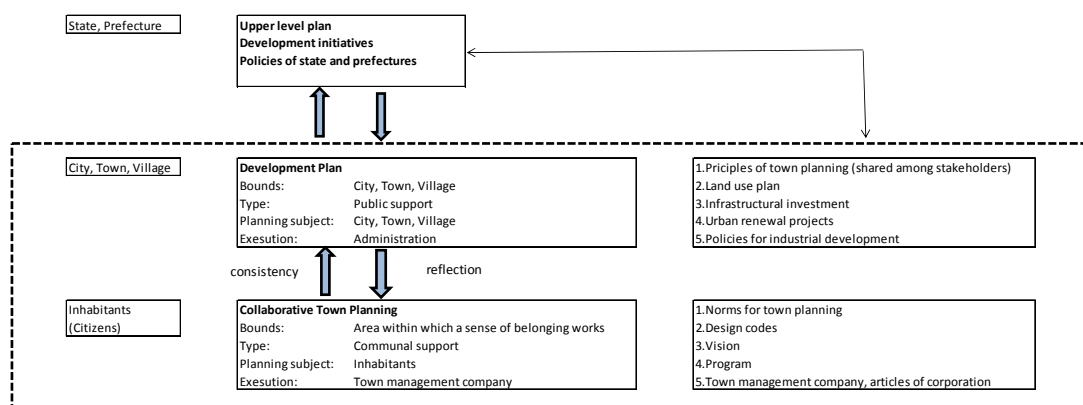 State, Prefecture
Upper level plan
Development initiatives
Policies of state and prefectures
City, Town, Village
Development Plan
Bounds: City, Town, Village
Type: Public support
Planning subject: City, Town, Village
Exesution: Administration
1.Priciples of town planning (shared among stakeholders)
2.Land use plan
3.Infrastructural investment
4.Urban renewal projects
5.Policies for industrial development
consistency
reflection
Inhabitants
(Citizens)
Collaborative Town Planning
Bounds: Area within which a sense of belonging works
Type: Communal support
Planning subject: Inhabitants
Exesution: Town management company
1.Norms for town planning
2.Design codes
3.Vision
4.Program
5.Town management company, articles of corporation